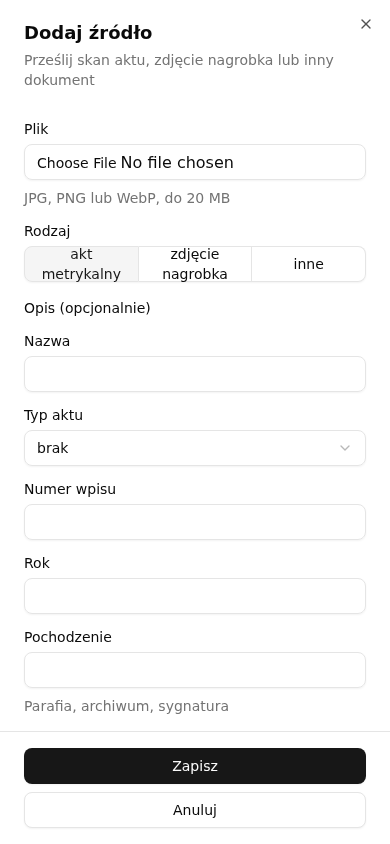 Dodaj źródło
Prześlij skan aktu, zdjęcie nagrobka lub inny
dokument
Plik
Choose File No file chosen
JPG, PNG lub WebP, do 20 MB
Rodzaj
akt
metrykalny
zdjęcie
nagrobka
inne
Opis (opcjonalnie)
Nazwa
Typ aktu
brak
Numer wpisu
Rok
Pochodzenie
Parafia, archiwum, sygnatura
Zapisz
Anuluj